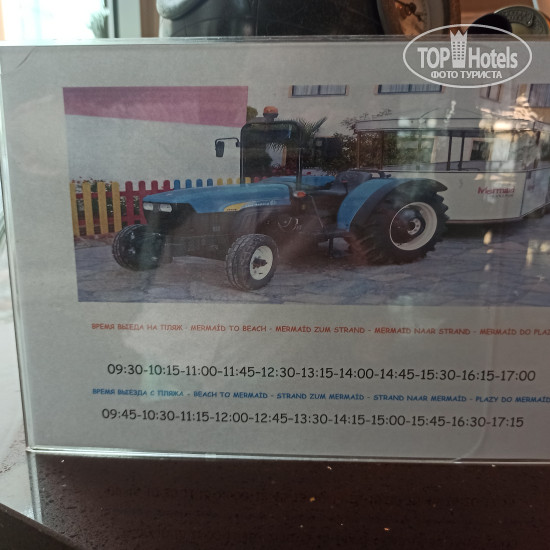 TOPHotels
ФОТО ТУРИСТА
Mermaid
ВРЕМЯ ВЫЕЗДА НА ПЛЯЖ - MERMAID TO BEACH - MERMAID ZUM STRAND - MERMAID NAAR STRAND - MERMAID DO PLAZ
09:30-10:15-11:00-11:45-12:30-13:15-14:00-14:45-15:30-16:15-17:00
ВРЕМЯ ВЫЕЗДА С ПЛЯЖА - BEACH TO MERMAID - STRAND ZUM MERMAID - STRAND NAAR MERMAID - PLAZY DO MERMAID
09:45-10:30-11:15-12:00-12:45-13:30-14:15-15:00-15:45-16:30-17:15